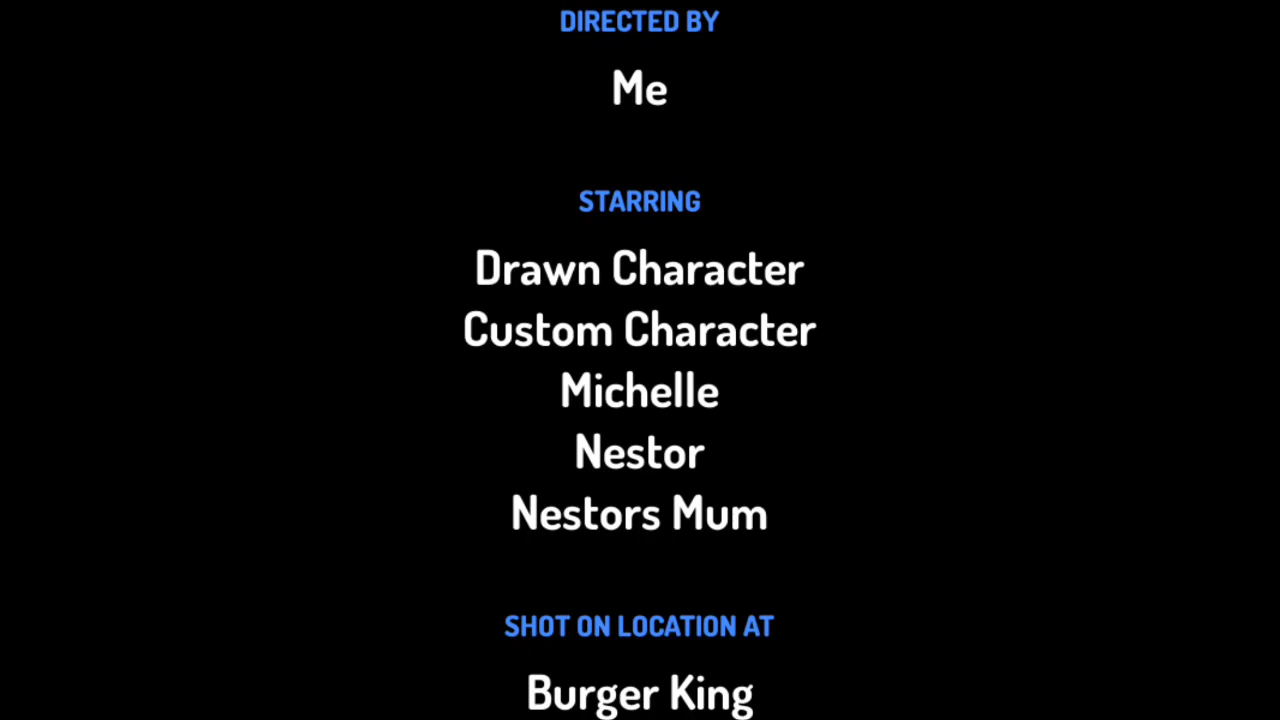 DIRECTED BY
Me
STARRING
Drawn Character
Custom Character
Michelle
Nestor
Nestors Mum
SHOT ON LOCATION AT
Burger King